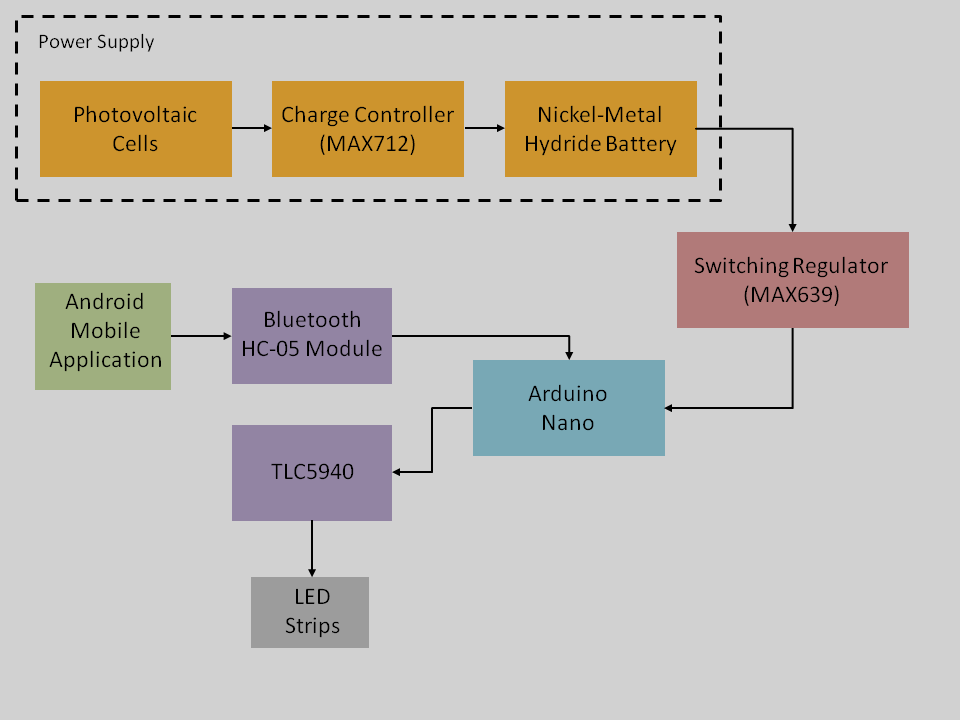 Power Supply
Photovoltaic
Cells
Charge Controller
(MAX712)
Nickel-Metal
Hydride Battery
Switching Regulator
(MAX639)
Android
Mobile
Application
Bluetooth
HC-05 Module
Arduino
Nano
TLC5940
LED
Strips